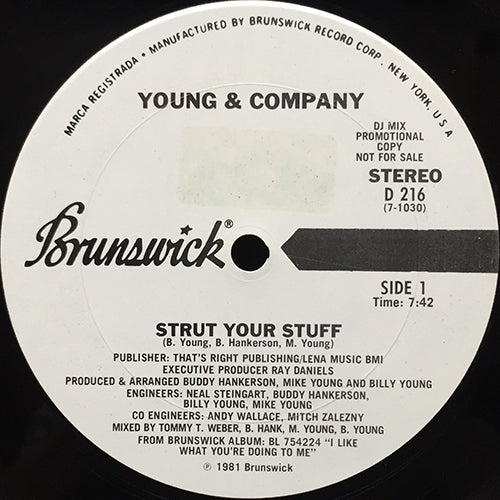 MARCA REGISTRADA • MANUFACTURED BY BRUNSWICK RECORD CORP. NEW YORK, U S A
YOUNG & COMPANY
DJ MIX
PROMOTIONAL
COPY
NOT FOR SALE
STEREO
D 216
(7-1030)
Brunswick®
SIDE 1
Time: 7:42
STRUT YOUR STUFF
(B. Young, B. Hankerson, M. Young)
PUBLISHER: THAT'S RIGHT PUBLISHING/LENA MUSIC BMI
EXECUTIVE PRODUCER RAY DANIELS
PRODUCED & ARRANGED BUDDY HANKERSON, MIKE YOUNG AND BILLY YOUNG
ENGINEERS: NEAL STEINGART, BUDDY HANKERSON,
BILLY YOUNG, MIKE YOUNG
CO ENGINEERS: ANDY WALLACE, MITCH ZALEZNY
MIXED BY TOMMY T. WEBER, B. HANK, M. YOUNG, B. YOUNG
FROM BRUNSWICK ALBUM: BL 754224 "I LIKE
WHAT YOU'RE DOING TO ME"
℗ 1981 Brunswick